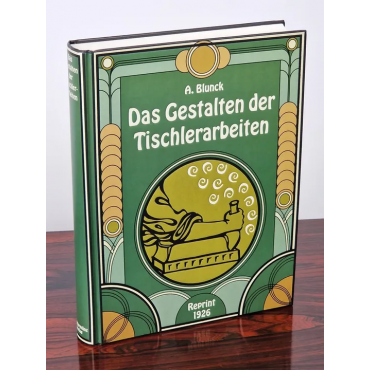 A. Blunck
Das Gestalten der
Tischlerarbeiten
Reprint
1926